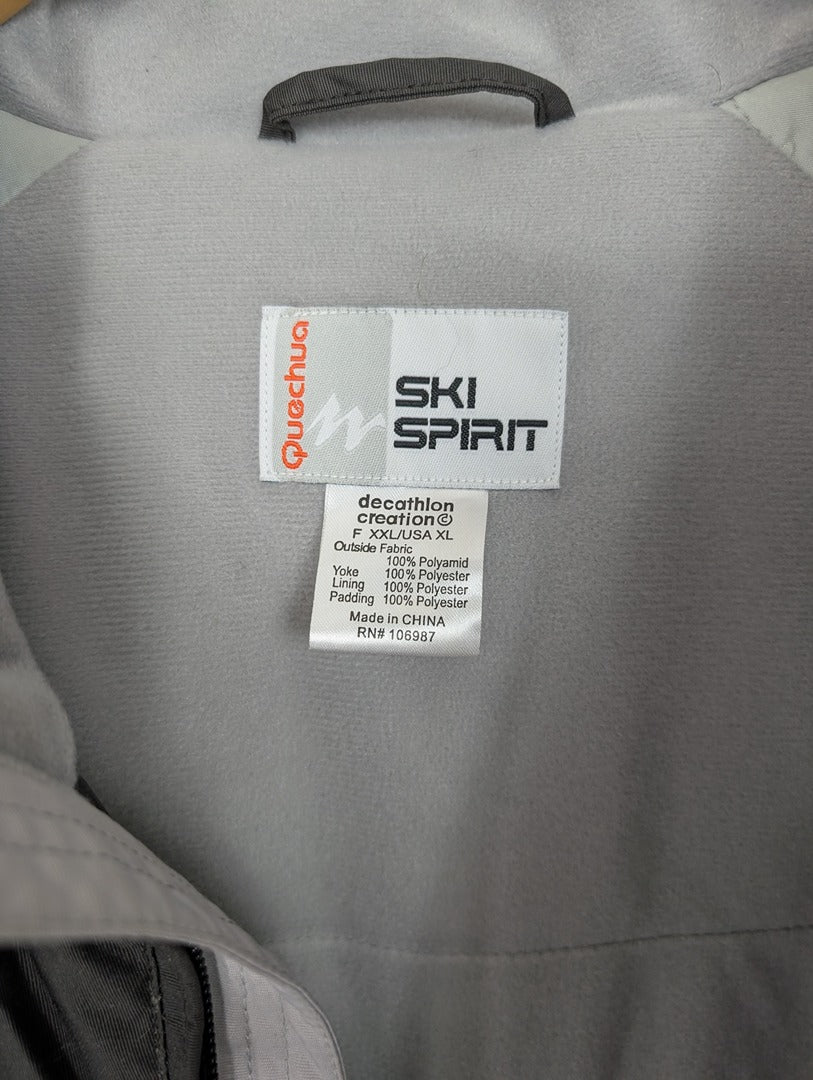 Quechua
SKI
SPIRIT
decathlon
creation©
F XXL/USA XL
Outside Fabric
100% Polyamid
Yoke 100% Polyester
Lining 100% Polyester
Padding 100% Polyester
Made in CHINA
RN# 106987